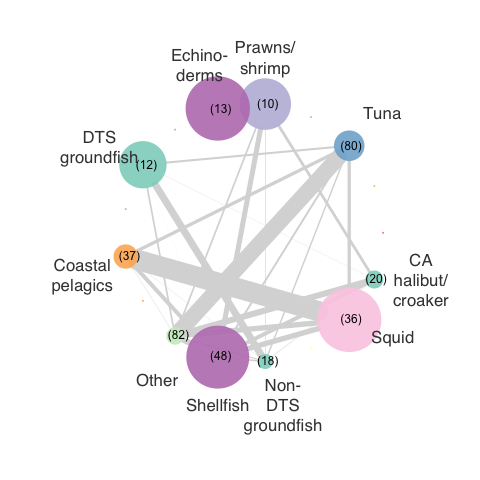 Echino-
derms
Prawns/
shrimp
(13)
(10)
Tuna
(80)
DTS
groundfish
(12)
(37)
Coastal
pelagics
CA
halibut/
croaker
(20)
(36)
Squid
(82)
Other
(48)
Shellfish
(18)
Non-
DTS
groundfish